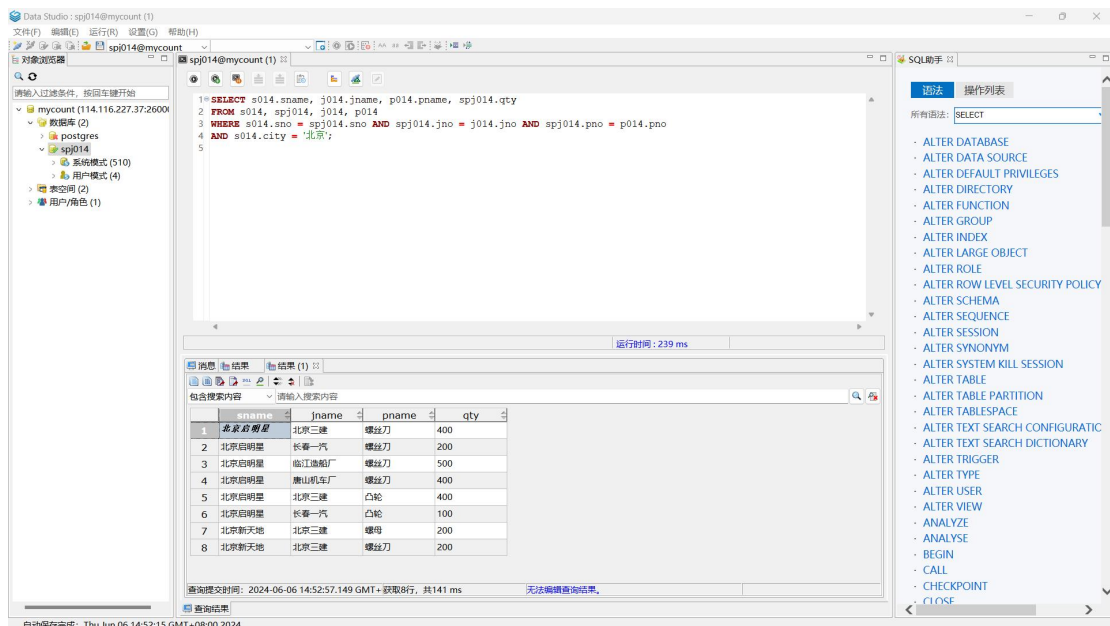 Data Studio : spj014@mycount (1)
文件(F) 编辑(E) 运行(R) 设置(G) 帮助(H)
spj014@mycount
对象浏览器
请输入过滤条件，按回车键开始
mycount (114.116.227.37:2600
数据库 (2)
postgres
spj014
系统模式 (510)
用户模式 (4)
表空间 (2)
用户/角色 (1)
spj014@mycount (1)
1 SELECT s014.sname, j014.jname, p014.pname, spj014.qty
2 FROM s014, spj014, j014, p014
3 WHERE s014.sno = spj014.sno AND spj014.jno = j014.jno AND spj014.pno = p014.pno
4 AND s014.city = '北京';
5
运行时间 : 239 ms
消息 结果 结果 (1)
包含搜索内容 请输入搜索内容
sname jname pname qty
1 北京启明星 北京三建 螺丝刀 400
2 北京启明星 长春一汽 螺丝刀 200
3 北京启明星 临江造船厂 螺丝刀 500
4 北京启明星 唐山机车厂 螺丝刀 400
5 北京启明星 北京三建 凸轮 400
6 北京启明星 长春一汽 凸轮 100
7 北京新天地 北京三建 螺母 200
8 北京新天地 北京三建 螺丝刀 200
查询提交时间：2024-06-06 14:52:57.149 GMT+ 获取8行，共141 ms 无法编辑查询结果。
查询结果
自动保存完成：Thu Jun 06 14:52:15 GMT+08:00 2024
SQL助手
语法 操作列表
所有语法: SELECT
· ALTER DATABASE
· ALTER DATA SOURCE
· ALTER DEFAULT PRIVILEGES
· ALTER DIRECTORY
· ALTER FUNCTION
· ALTER GROUP
· ALTER INDEX
· ALTER LARGE OBJECT
· ALTER ROLE
· ALTER ROW LEVEL SECURITY POLICY
· ALTER SCHEMA
· ALTER SEQUENCE
· ALTER SESSION
· ALTER SYNONYM
· ALTER SYSTEM KILL SESSION
· ALTER TABLE
· ALTER TABLE PARTITION
· ALTER TABLESPACE
· ALTER TEXT SEARCH CONFIGURATIO
· ALTER TEXT SEARCH DICTIONARY
· ALTER TRIGGER
· ALTER TYPE
· ALTER USER
· ALTER VIEW
· ANALYZE
· ANALYSE
· BEGIN
· CALL
· CHECKPOINT
· CLOSE